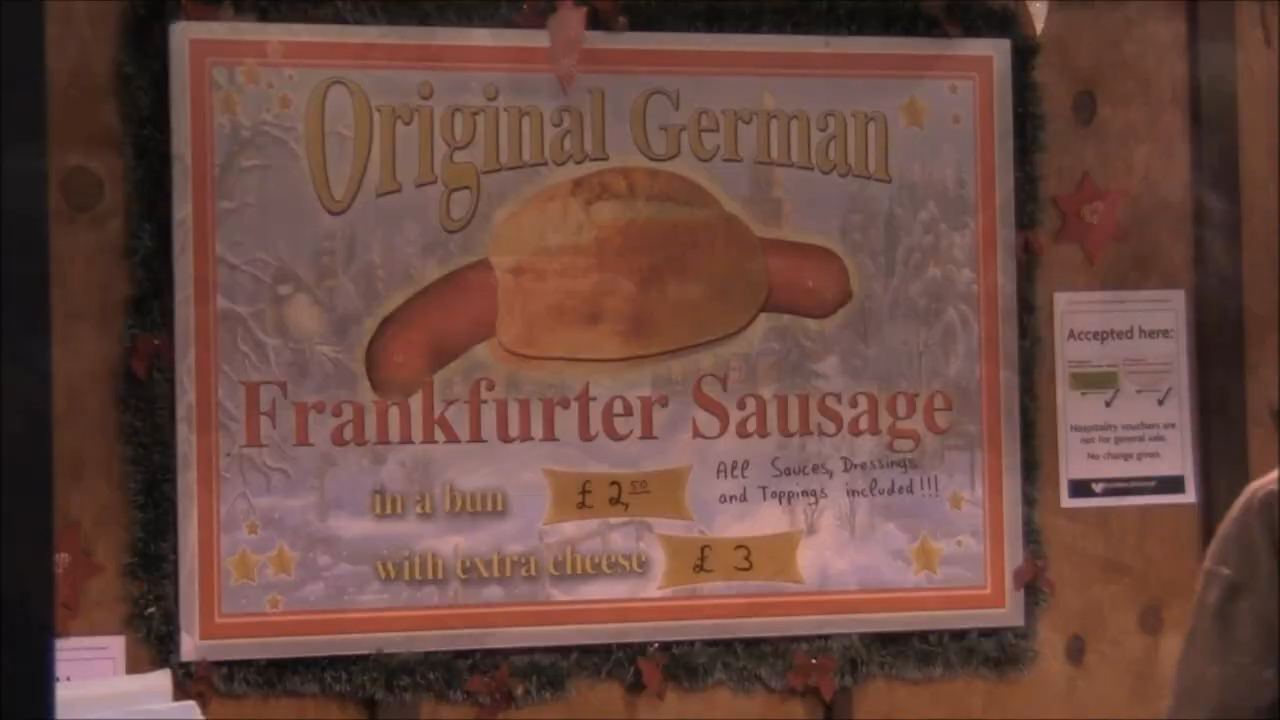 Original German
Frankfurter Sausage
in a bun £ 2,50
All Sauces, Dressings
and Toppings included!!!
with extra cheese £ 3
Accepted here:
Hospitality vouchers are
not for general sale.
No change given.